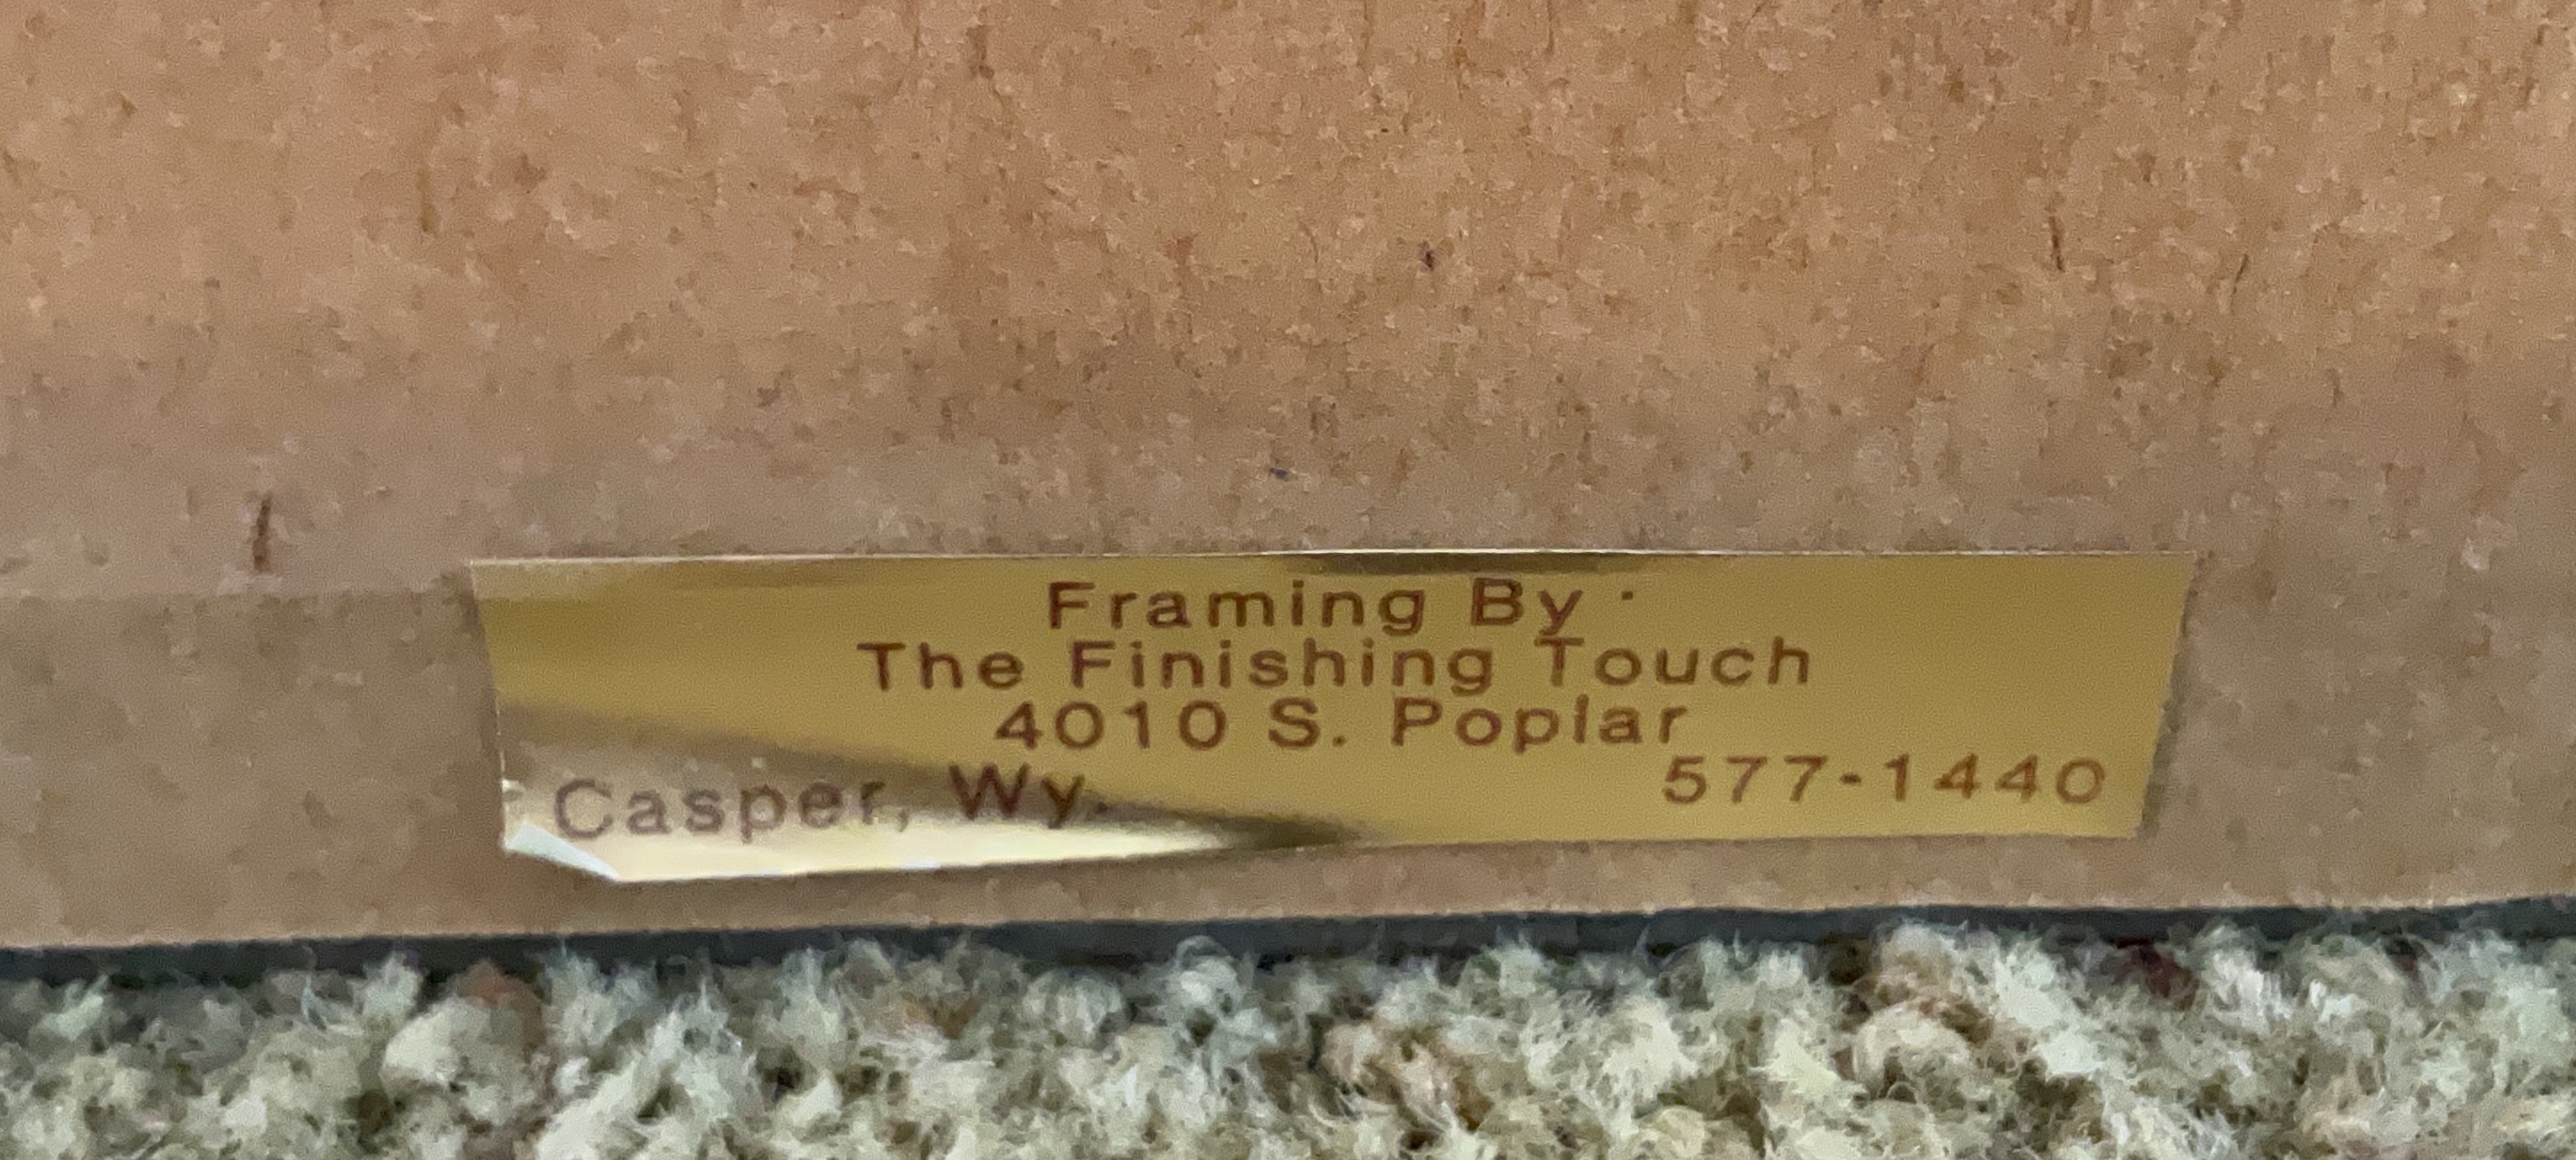 Framing By
The Finishing Touch
4010 S. Poplar
Casper, Wy. 577-1440